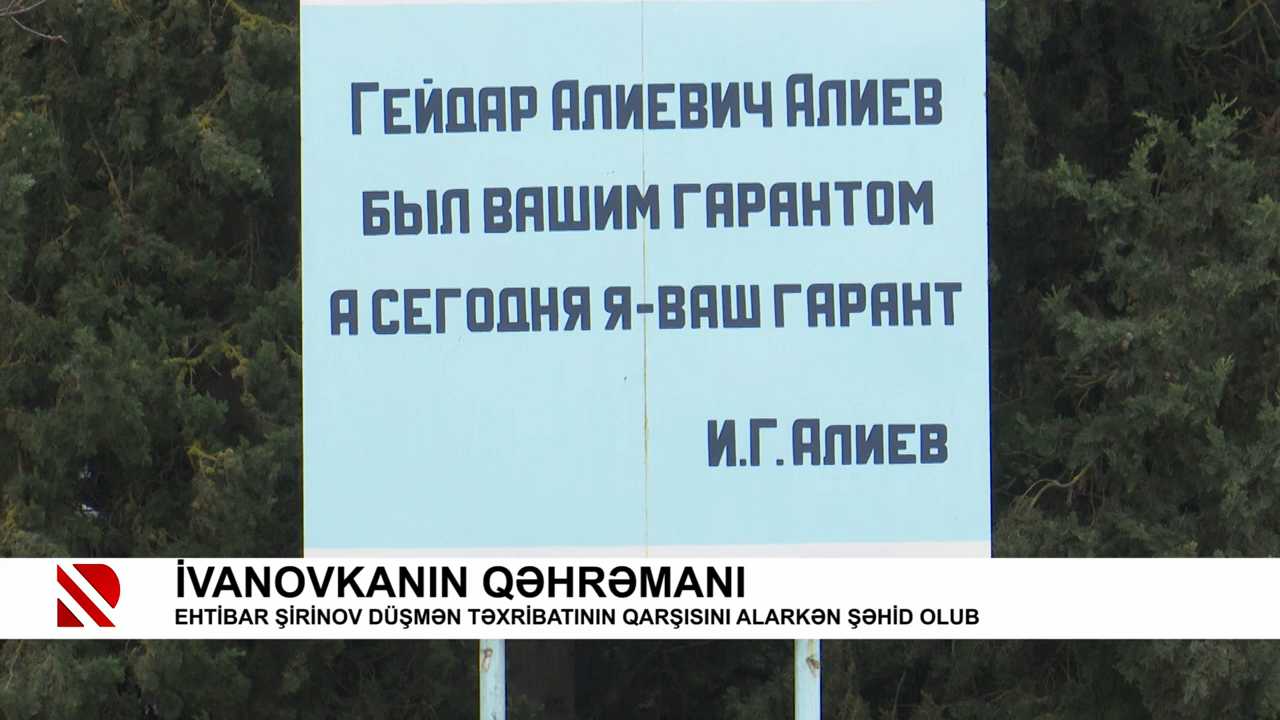 ГЕЙДАР АЛИЕВИЧ АЛИЕВ
БЫЛ ВАШИМ ГАРАНТОМ
А СЕГОДНЯ Я-ВАШ ГАРАНТ
И.Г. АЛИЕВ
İVANOVKANIN QƏHRƏMANI
EHTİBAR ŞİRİNOV DÜŞMƏN TƏXRİBATININ QARŞISINI ALARKƏN ŞƏHİD OLUB